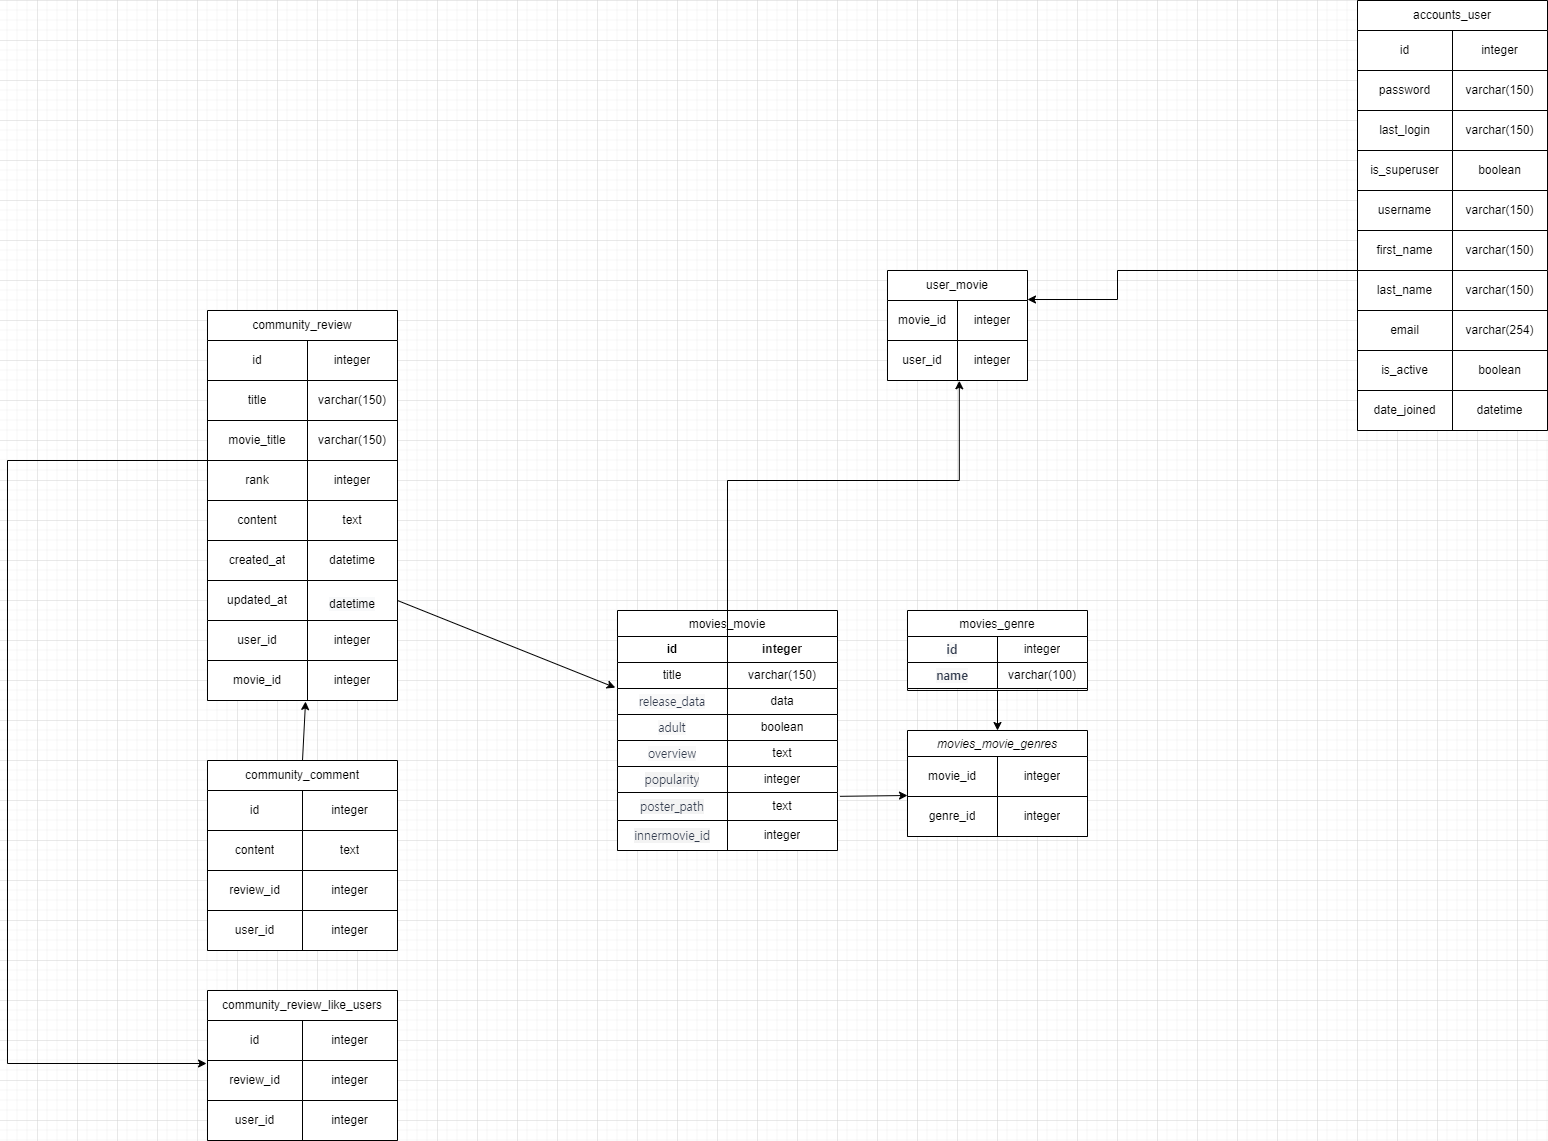 accounts_user
id integer
password varchar(150)
last_login varchar(150)
is_superuser boolean
username varchar(150)
first_name varchar(150)
last_name varchar(150)
email varchar(254)
is_active boolean
date_joined datetime
user_movie
movie_id integer
user_id integer
community_review
id integer
title varchar(150)
movie_title varchar(150)
rank integer
content text
created_at datetime
updated_at datetime
user_id integer
movie_id integer
movies_movie
id integer
title varchar(150)
release_data data
adult boolean
overview text
popularity integer
poster_path text
innermovie_id integer
movies_genre
id integer
name varchar(100)
movies_movie_genres
movie_id integer
genre_id integer
community_comment
id integer
content text
review_id integer
user_id integer
community_review_like_users
id integer
review_id integer
user_id integer